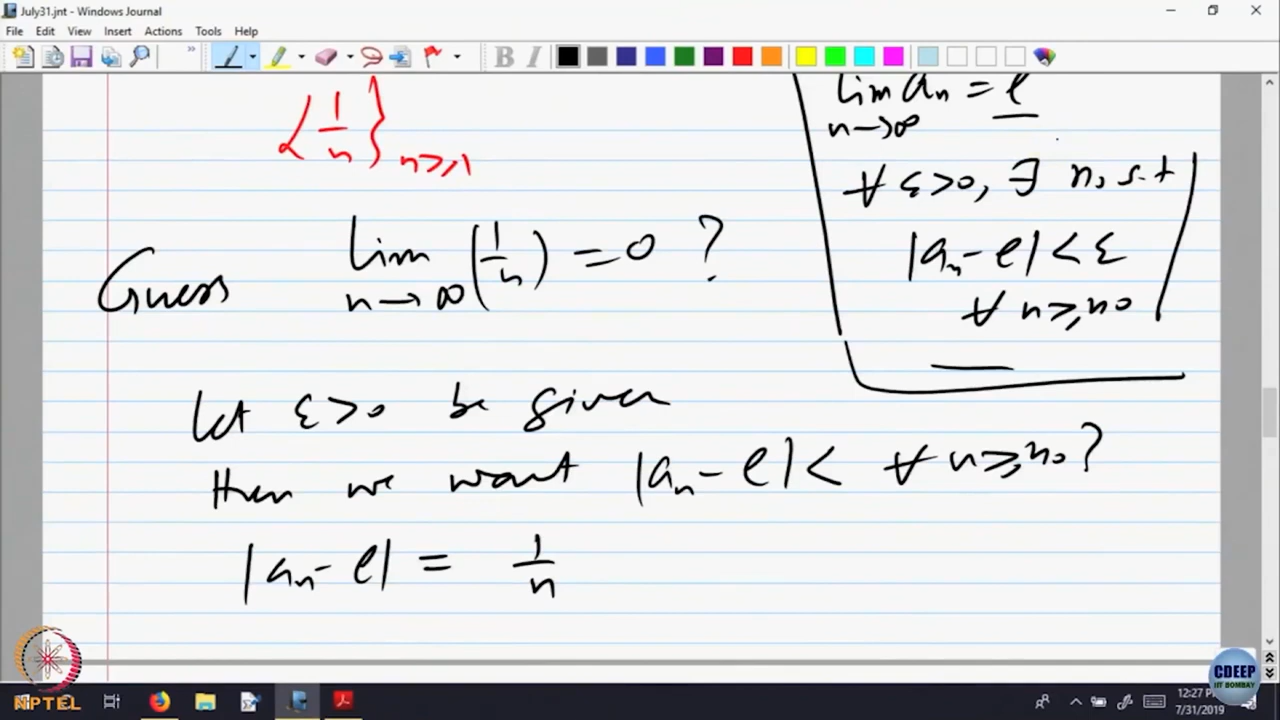 July31.jnt - Windows Journal
File Edit View Insert Actions Tools Help
{1/n}n≥1
lim an = l
n→∞
∀ ε>0, ∃ n0 s.t
|an - l| < ε
∀ n ≥ n0
Guess lim n→∞ (1/n) = 0 ?
Let ε>0 be given
Then we want |an - l| < ∀ n ≥ n0 ?
|an - l| = 1/n
NPTEL
CDEEP
IIT BOMBAY
12:27 P
7/31/2019